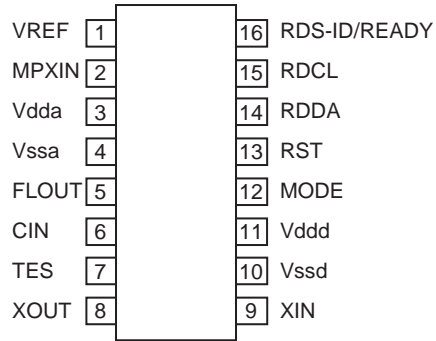 VREF 1 16 RDS-ID/READY
MPXIN 2 15 RDCL
Vdda 3 14 RDDA
Vssa 4 13 RST
FLOUT 5 12 MODE
CIN 6 11 Vddd
TES 7 10 Vssd
XOUT 8 9 XIN